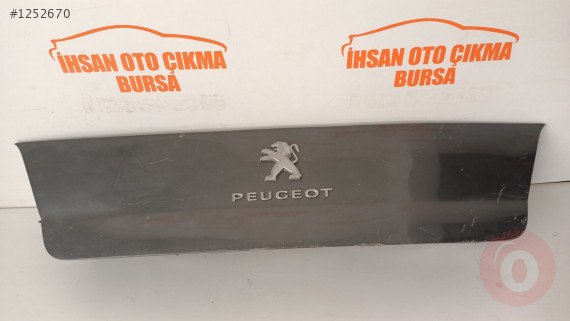 #1252670
İHSAN OTO ÇIKMA
BURSA
İHSAN OTO ÇIKMA
BURSA
PEUGEOT